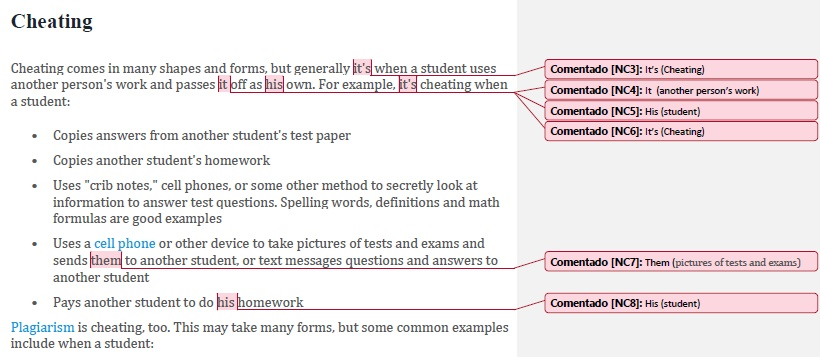 Cheating
Cheating comes in many shapes and forms, but generally it's when a student uses
another person's work and passes it off as his own. For example, it's cheating when
a student:
• Copies answers from another student's test paper
• Copies another student's homework
• Uses "crib notes," cell phones, or some other method to secretly look at
information to answer test questions. Spelling words, definitions and math
formulas are good examples
• Uses a cell phone or other device to take pictures of tests and exams and
sends them to another student, or text messages questions and answers to
another student
• Pays another student to do his homework
Plagiarism is cheating, too. This may take many forms, but some common examples
include when a student:
Comentado [NC3]: It's (Cheating)
Comentado [NC4]: It (another person's work)
Comentado [NC5]: His (student)
Comentado [NC6]: It's (Cheating)
Comentado [NC7]: Them (pictures of tests and exams)
Comentado [NC8]: His (student)